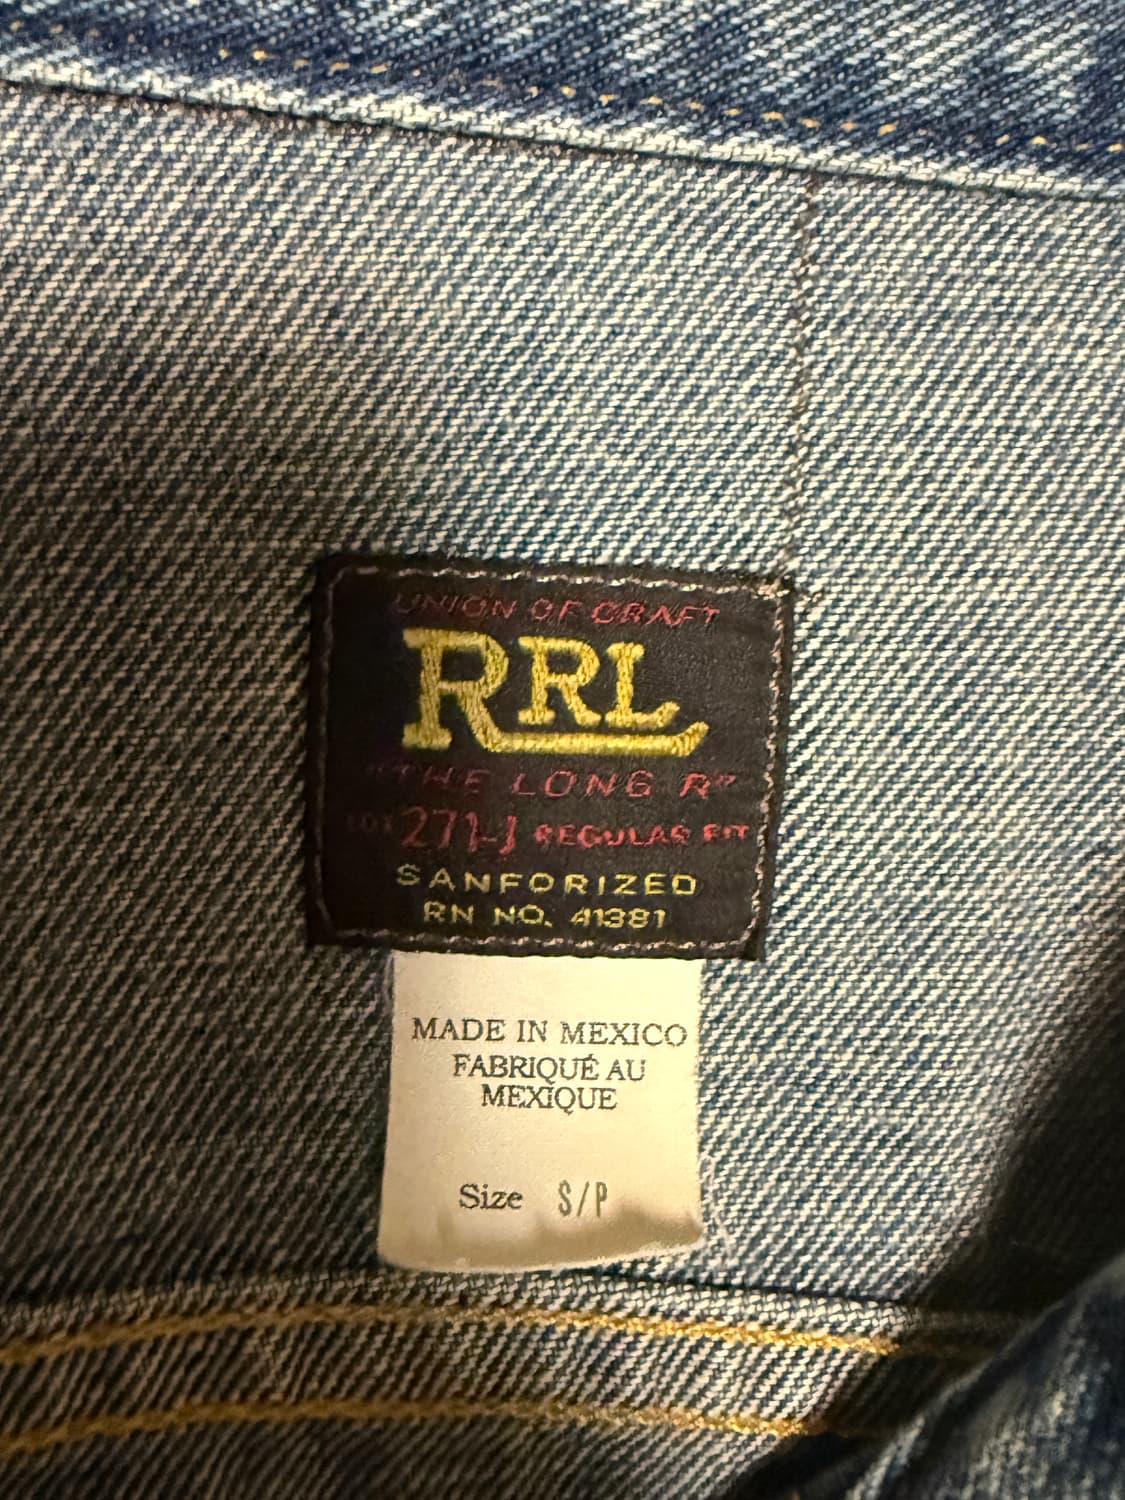 UNION OF CRAFT
RRL
"THE LONG R"
LOT 271-J REGULAR FIT
SANFORIZED
RN NO. 41381
MADE IN MEXICO
FABRIQUÉ AU
MEXIQUE
Size S/P